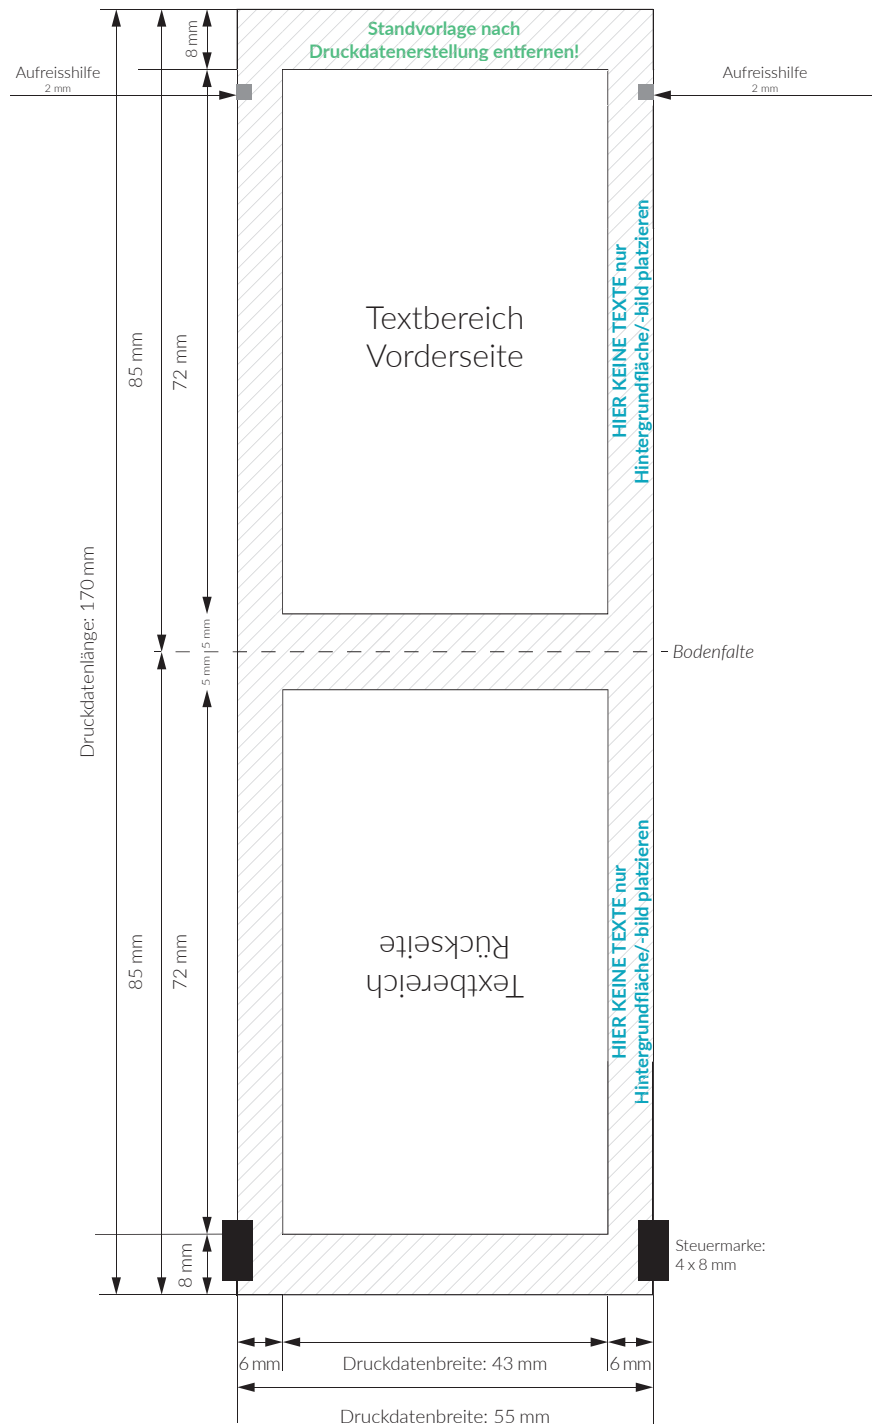 Standvorlage nach
Druckdatenerstellung entfernen!
8 mm
Aufreisshilfe
2 mm
Aufreisshilfe
2 mm
Textbereich
Vorderseite
HIER KEINE TEXTE nur
Hintergrundfläche/-bild platzieren
85 mm
72 mm
Druckdatenlänge: 170 mm
5 mm
5 mm
Bodenfalte
Textbereich
Rückseite
HIER KEINE TEXTE nur
Hintergrundfläche/-bild platzieren
85 mm
72 mm
8 mm
Steuermarke:
4 x 8 mm
6 mm
Druckdatenbreite: 43 mm
6 mm
Druckdatenbreite: 55 mm